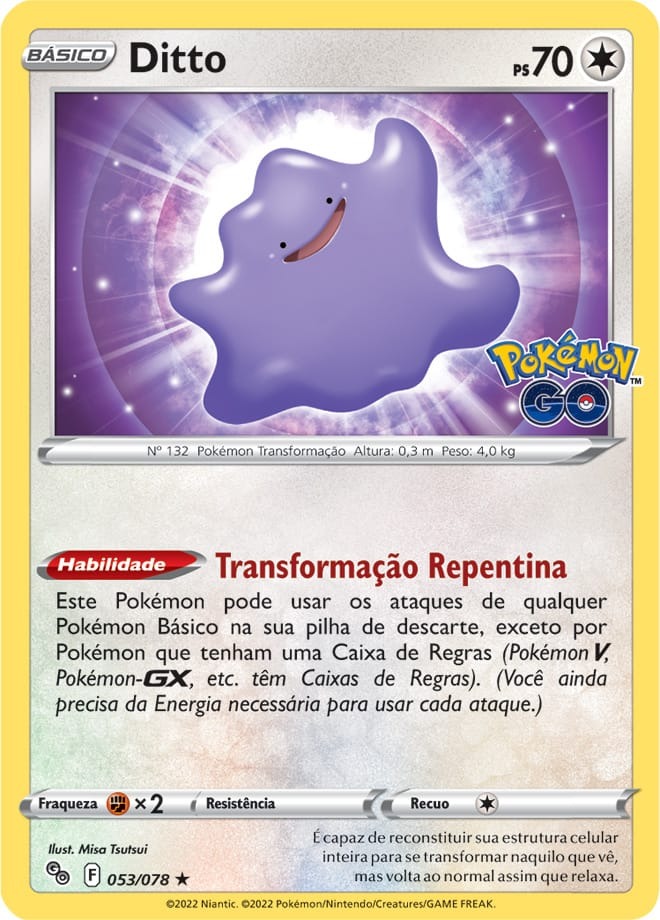 BÁSICO Ditto PS70
POKÉMON TM
GO
Nº 132 Pokémon Transformação Altura: 0,3 m Peso: 4,0 kg
Habilidade Transformação Repentina
Este Pokémon pode usar os ataques de qualquer
Pokémon Básico na sua pilha de descarte, exceto por
Pokémon que tenham uma Caixa de Regras (Pokémon V,
Pokémon-GX, etc. têm Caixas de Regras). (Você ainda
precisa da Energia necessária para usar cada ataque.)
Fraqueza ×2 Resistência Recuo
Ilust. Misa Tsutsui
F 053/078 ★
É capaz de reconstituir sua estrutura celular
inteira para se transformar naquilo que vê,
mas volta ao normal assim que relaxa.
©2022 Niantic. ©2022 Pokémon/Nintendo/Creatures/GAME FREAK.